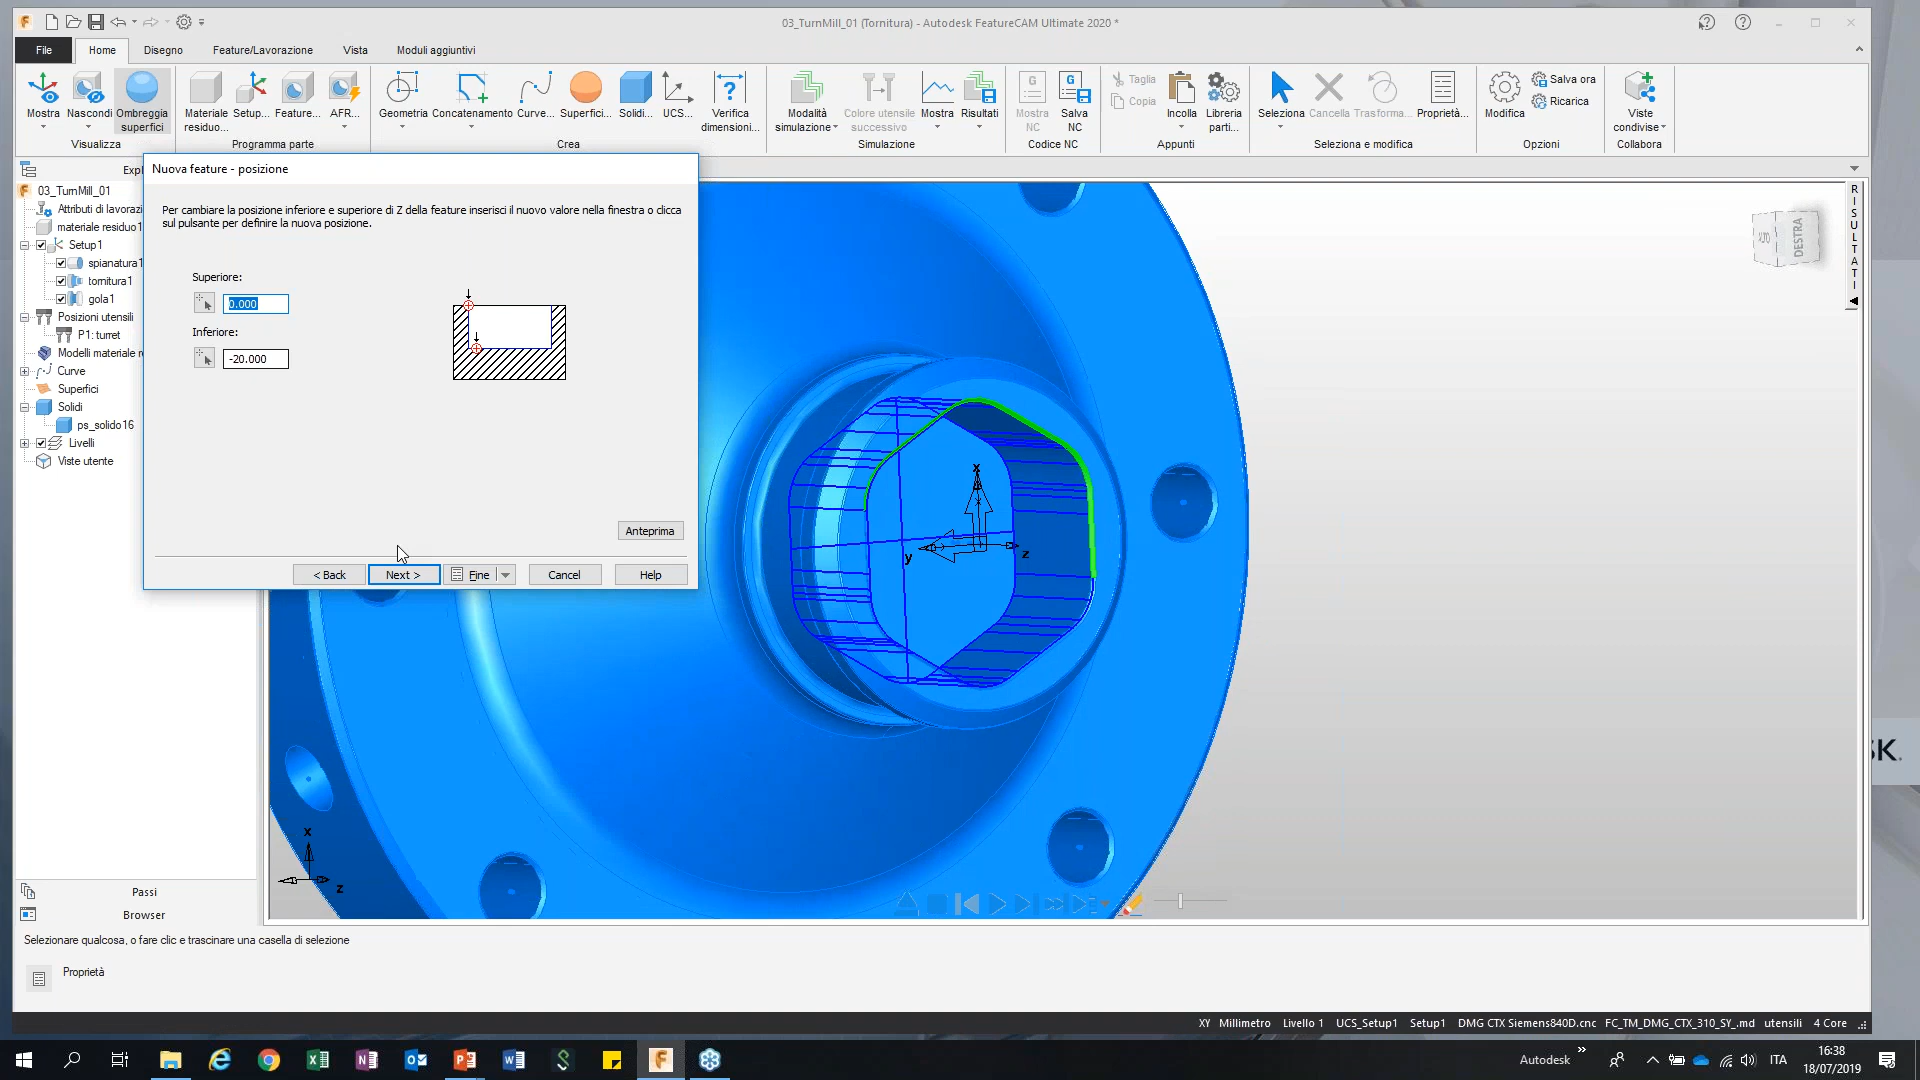 03_TurnMill_01 (Tornitura) - Autodesk FeatureCAM Ultimate 2020 *
File Home Disegno Feature/Lavorazione Vista Moduli aggiuntivi
Mostra Nascondi Ombreggia superfici
Materiale residuo... Setup... Feature... AFR...
Geometria Concatenamento Curve... Superfici... Solidi... UCS... Verifica dimensioni...
Modalità simulazione Colore utensile successivo Mostra Risultati
Mostra NC Salva NC
Taglia
Copia
Incolla Libreria parti...
Seleziona Cancella Trasforma... Proprietà...
Modifica
Salva ora
Ricarica
Viste condivise
Visualizza Programma parte Crea Simulazione Codice NC Appunti Seleziona e modifica Opzioni Collabora
Expl
03_TurnMill_01
Attributi di lavorazi
materiale residuo1
Setup1
spianatura1
tornitura1
gola1
Posizioni utensili
P1: turret
Modelli materiale r
Curve
Superfici
Solidi
ps_solido16
Livelli
Viste utente
Passi
Browser
Nuova feature - posizione
Per cambiare la posizione inferiore e superiore di Z della feature inserisci il nuovo valore nella finestra o clicca
sul pulsante per definire la nuova posizione.
Superiore:
0.000
Inferiore:
-20.000
Anteprima
< Back Next > Fine Cancel Help
x
y
z
x
z
DESTRA
RISULTATI
SK.
Selezionare qualcosa, o fare clic e trascinare una casella di selezione
Proprietà
XY Millimetro Livello 1 UCS_Setup1 Setup1 DMG CTX Siemens840D.cnc FC_TM_DMG_CTX_310_SY_.md utensili 4 Core
Autodesk
ITA
16:38
18/07/2019